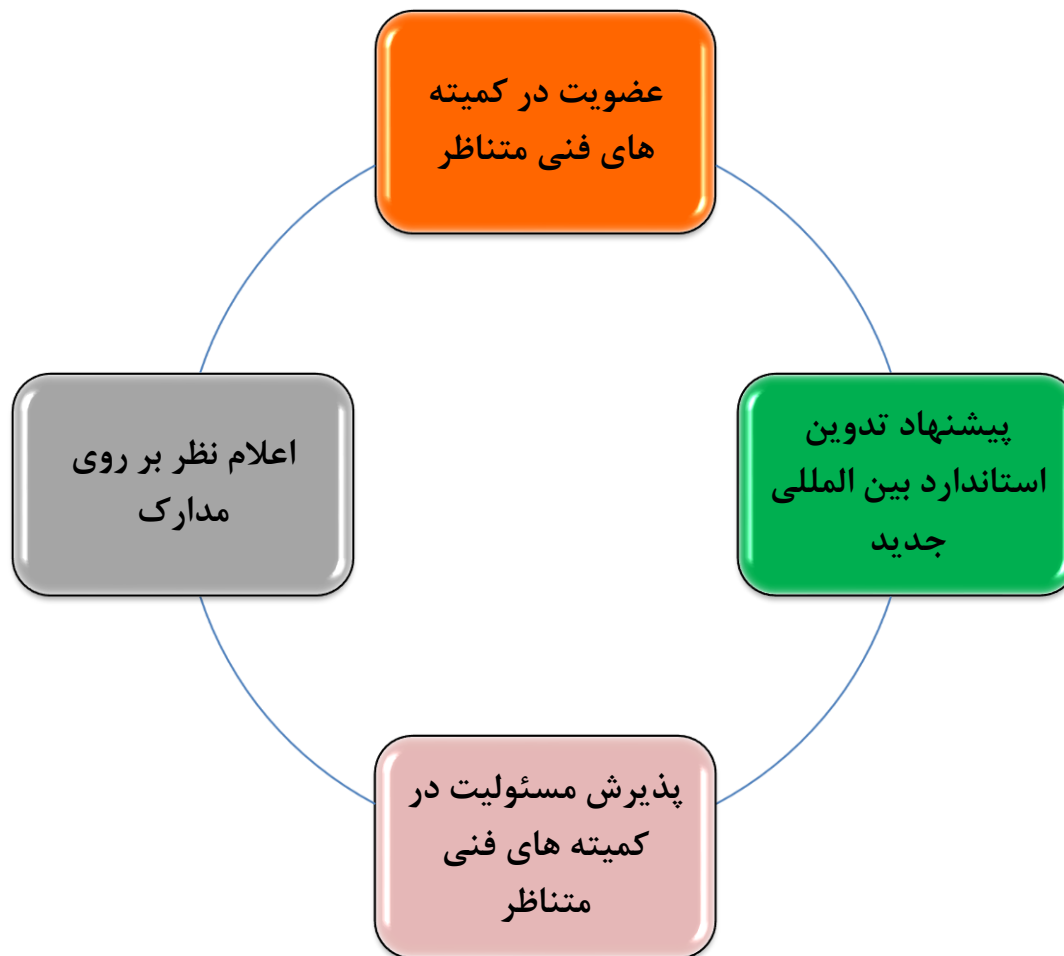 عضویت در کمیته
های فنی متناظر
پیشنهاد تدوین
استاندارد بین المللی
جدید
پذیرش مسئولیت در
کمیته های فنی
متناظر
اعلام نظر بر روی
مدارک